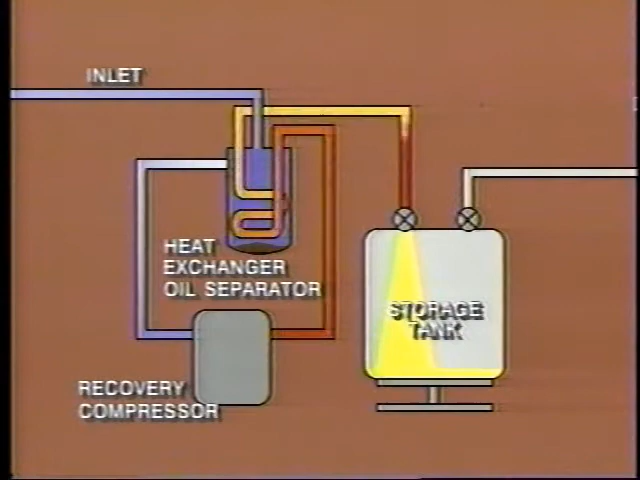 INLET
HEAT
EXCHANGER
OIL SEPARATOR
STORAGE
TANK
RECOVERY
COMPRESSOR